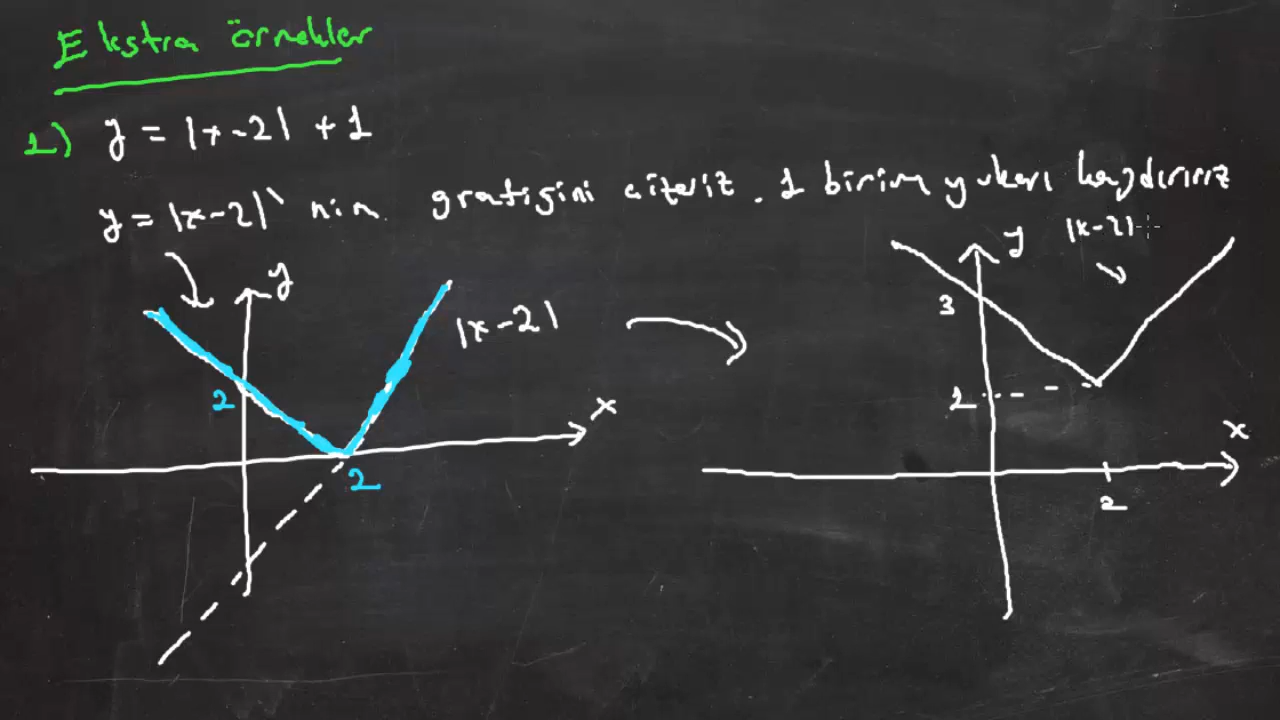 Ekstra örnekler
1) y = |x-2| + 1
y = |x-2|' nin grafiğini çizeriz. 1 birim yukarı kaydırırız
y
|x-2|
x
2
2
y
|x-2|-
3
1
x
2